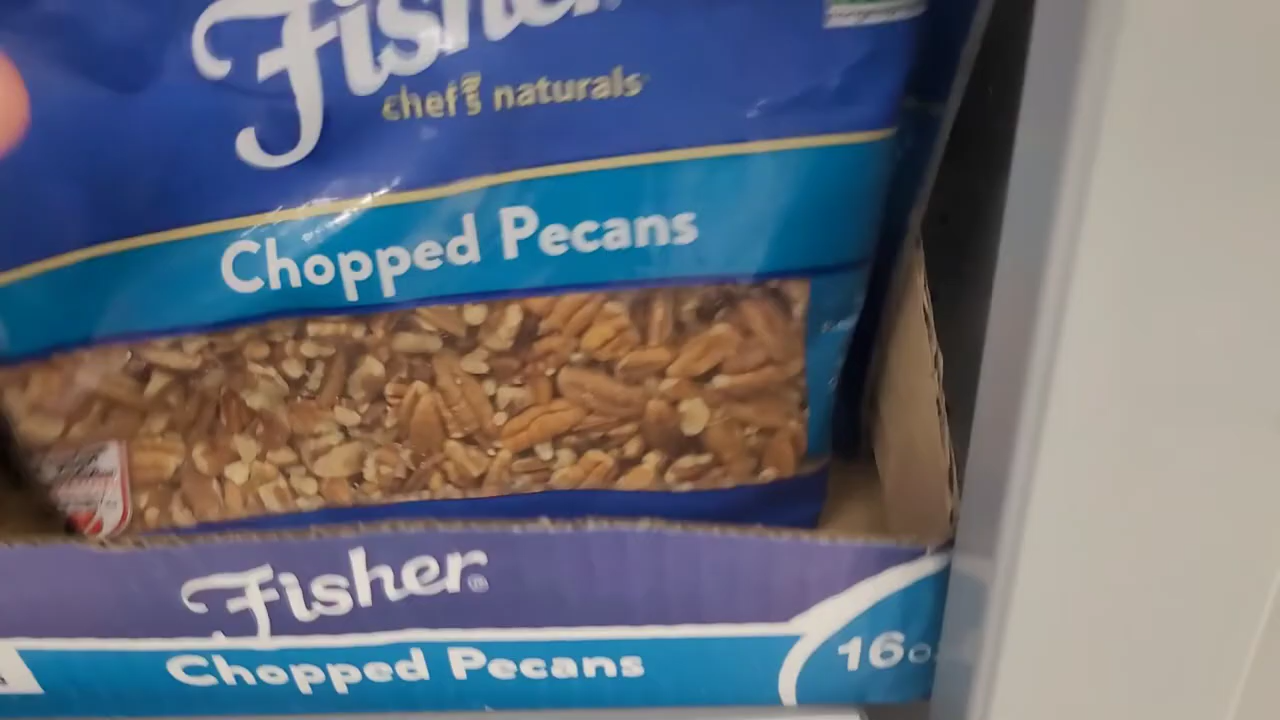 Fisher
chef's naturals
Chopped Pecans
Fisher®
Chopped Pecans
16o